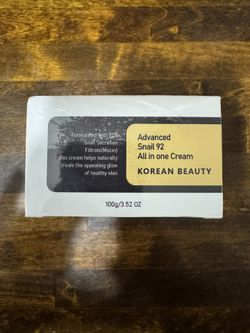 Formulated with 92%
Snail Secretion
Filtrate(Mucin)
this cream helps naturally
create the appealing glow
of healthy skin
Advanced
Snail 92
All in one Cream
KOREAN BEAUTY
100g/3.52 OZ